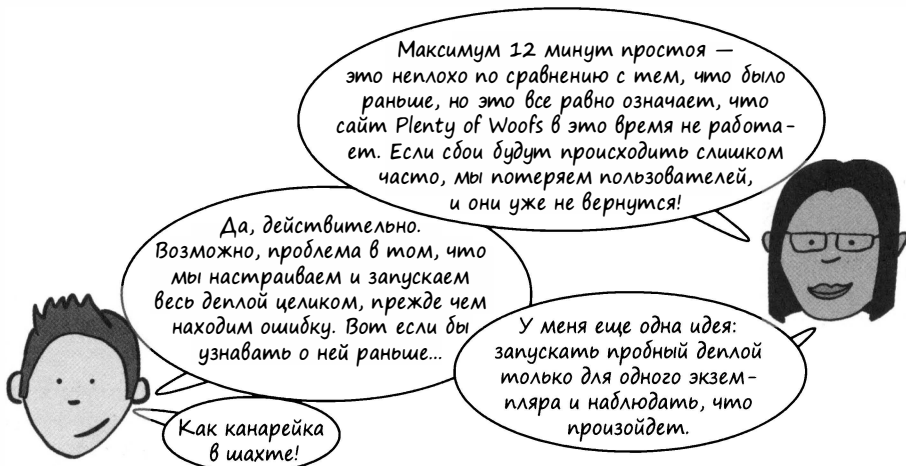 Максимум 12 минут простоя —
это неплохо по сравнению с тем, что было
раньше, но это все равно означает, что
сайт Plenty of Woofs в это время не работа-
ет. Если сбои будут происходить слишком
часто, мы потеряем пользователей,
и они уже не вернутся!
Да, действительно.
Возможно, проблема в том, что
мы настраиваем и запускаем
весь деплой целиком, прежде чем
находим ошибку. Вот если бы
узнавать о ней раньше...
У меня еще одна идея:
запускать пробный деплой
только для одного экзем-
пляра и наблюдать, что
произойдет.
Как канарейка
в шахте!